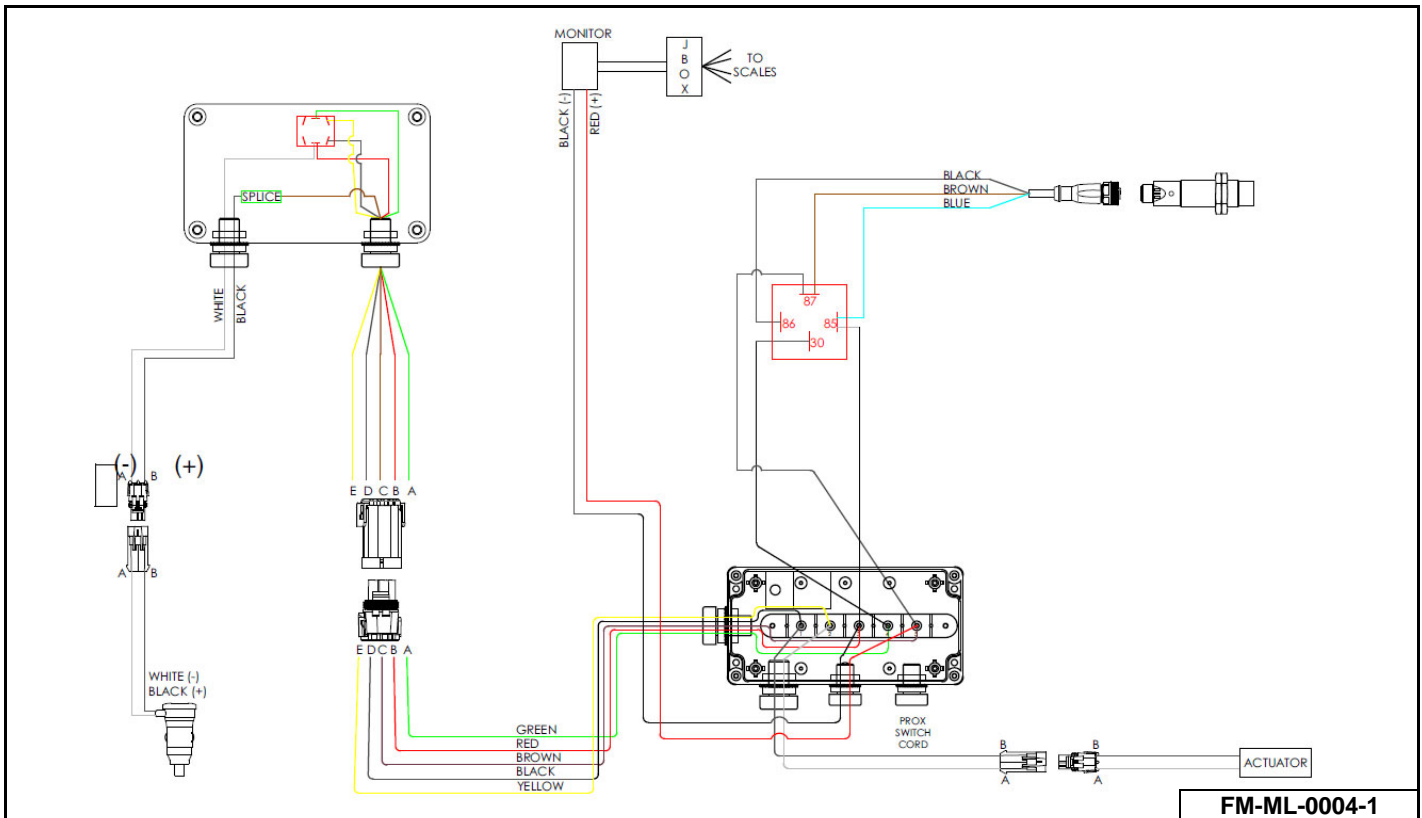 MONITOR
J
B
O
X
TO
SCALES
BLACK (-)
RED (+)
BLACK
BROWN
BLUE
SPLICE
87
86
85
30
WHITE
BLACK
(-)
(+)
A
B
E D C B A
A
B
E D C B A
WHITE (-)
BLACK (+)
GREEN
RED
BROWN
BLACK
YELLOW
PROX
SWITCH
CORD
B
A
B
A
ACTUATOR
FM-ML-0004-1